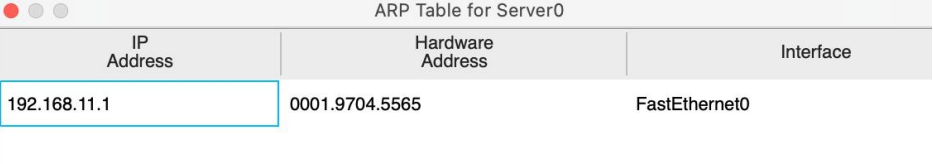 ARP Table for Server0
IP
Address
Hardware
Address
Interface
192.168.11.1
0001.9704.5565
FastEthernet0